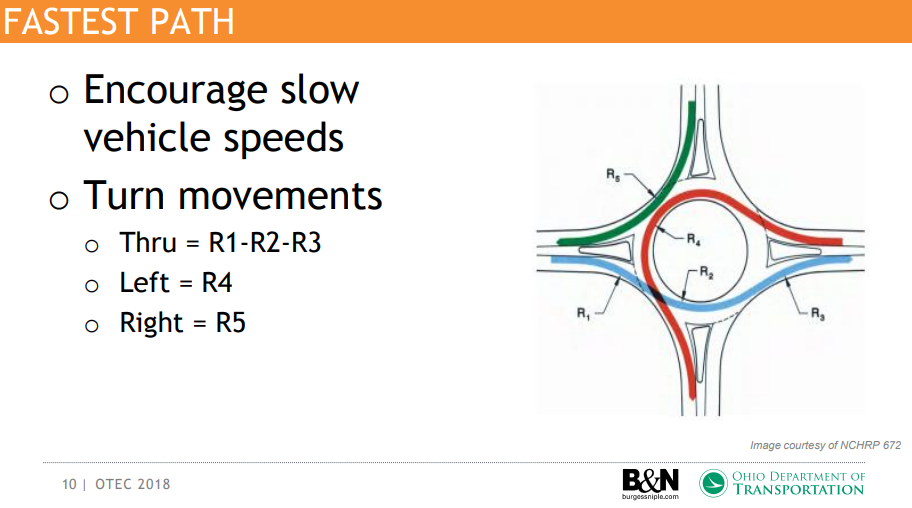 FASTEST PATH
o Encourage slow
vehicle speeds
o Turn movements
o Thru = R1-R2-R3
o Left = R4
o Right = R5
R5
R4
R2
R1
R3
Image courtesy of NCHRP 672
10 | OTEC 2018
B&N
burgessniple.com
OHIO DEPARTMENT OF
TRANSPORTATION